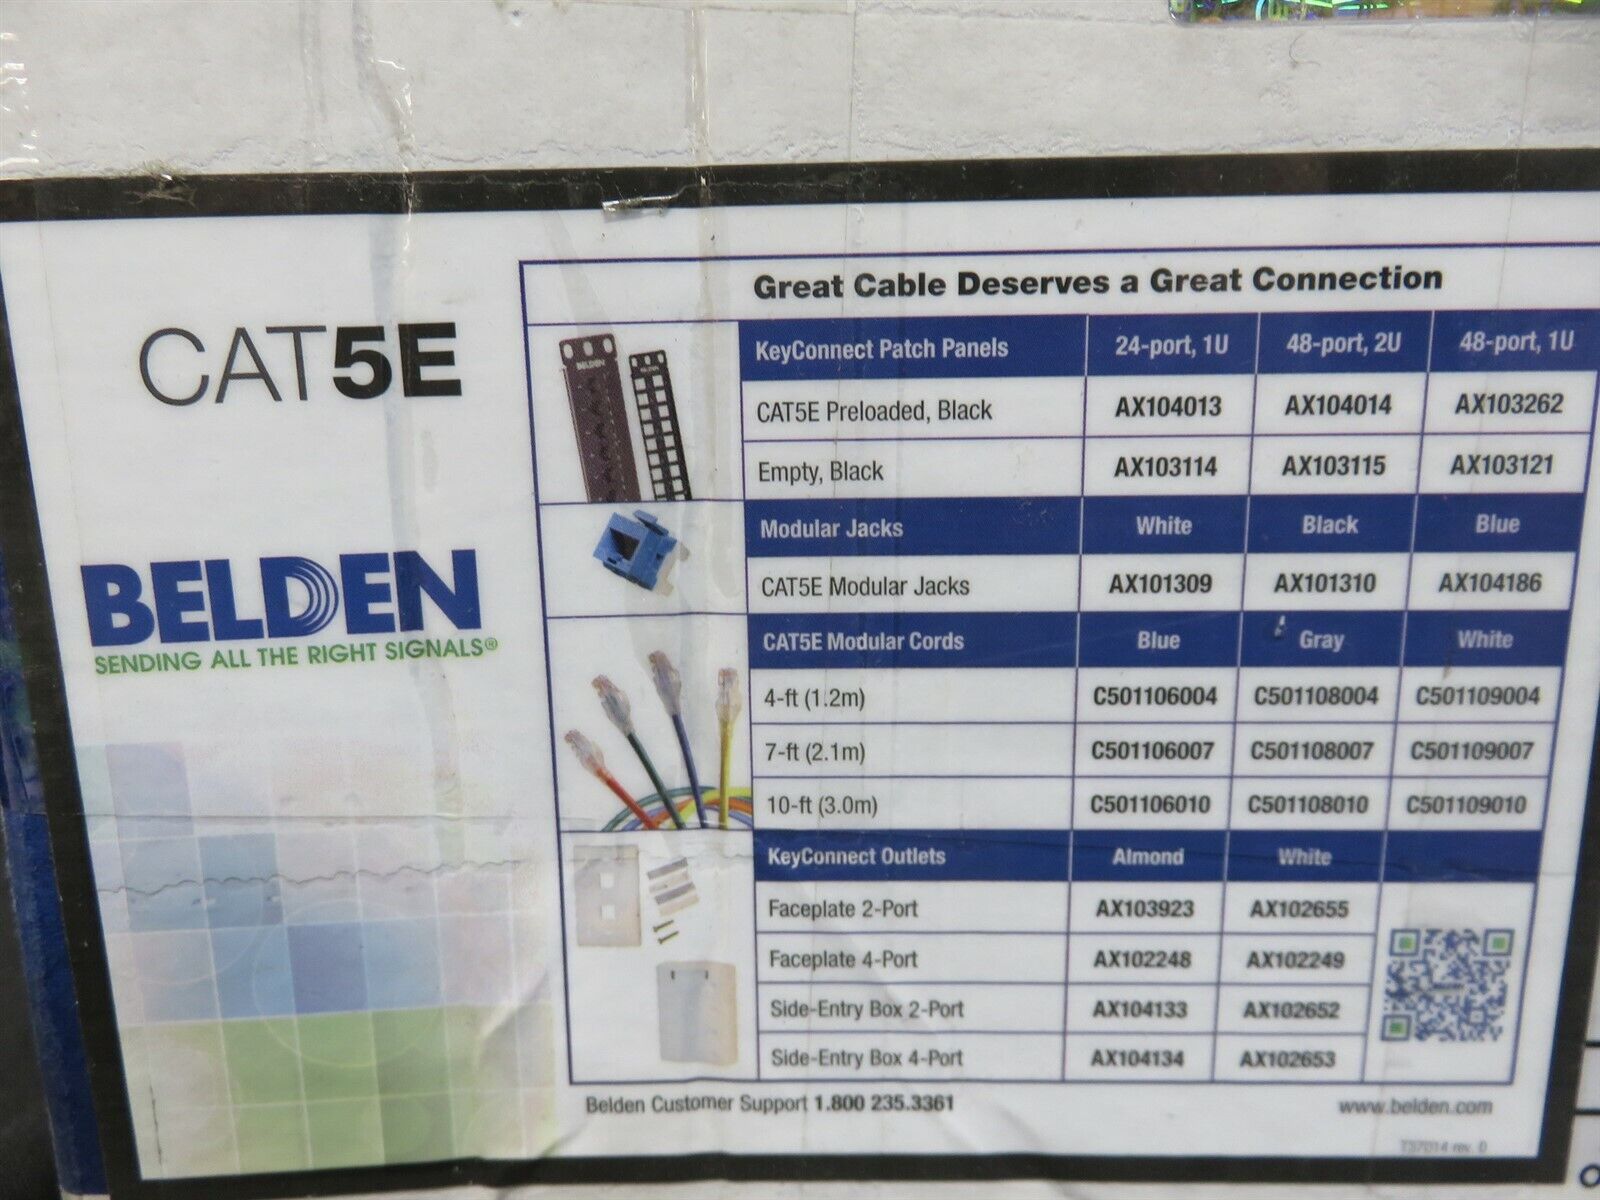 CAT5E
BELDEN
SENDING ALL THE RIGHT SIGNALS®
Great Cable Deserves a Great Connection
BELDEN
KeyConnect Patch Panels 24-port, 1U 48-port, 2U 48-port, 1U
CAT5E Preloaded, Black AX104013 AX104014 AX103262
Empty, Black AX103114 AX103115 AX103121
Modular Jacks White Black Blue
CAT5E Modular Jacks AX101309 AX101310 AX104186
CAT5E Modular Cords Blue Gray White
4-ft (1.2m) C501106004 C501108004 C501109004
7-ft (2.1m) C501106007 C501108007 C501109007
10-ft (3.0m) C501106010 C501108010 C501109010
KeyConnect Outlets Almond White
Faceplate 2-Port AX103923 AX102655
Faceplate 4-Port AX102248 AX102249
Side-Entry Box 2-Port AX104133 AX102652
Side-Entry Box 4-Port AX104134 AX102653
Belden Customer Support 1.800 235.3361 www.belden.com
T37014 rev. 0